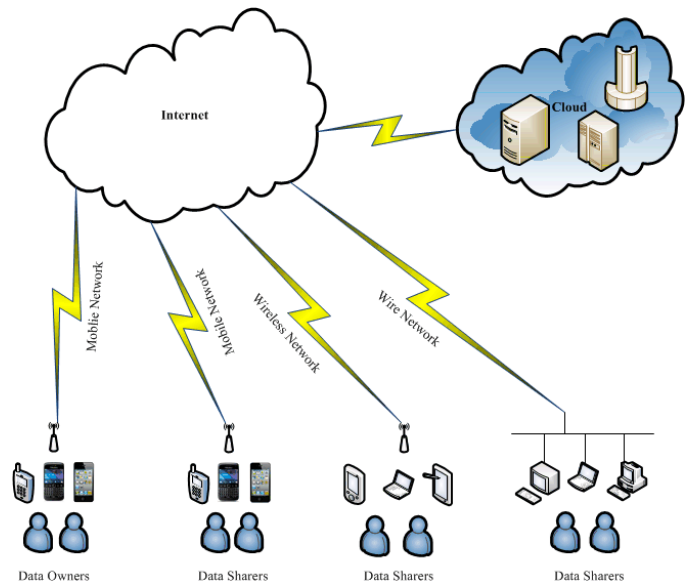 Internet
Cloud
Moblie Network
Mobile Network
Wireless Network
Wire Network
Data Owners
Data Sharers
Data Sharers
Data Sharers